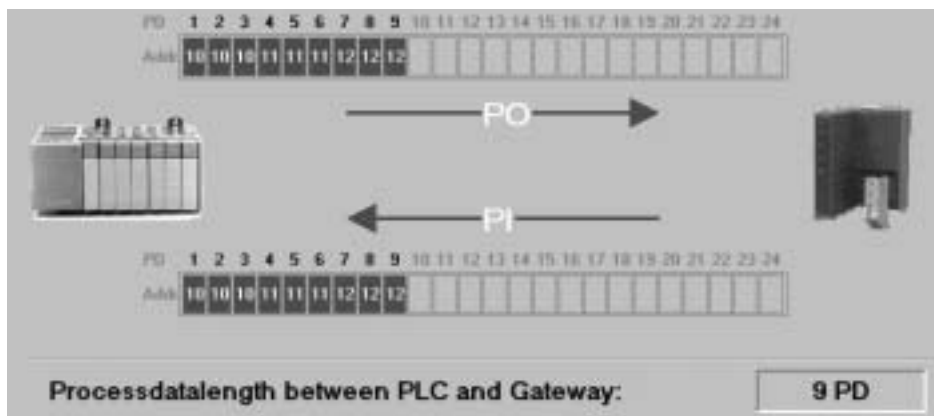 PD 1 2 3 4 5 6 7 8 9 10 11 12 13 14 15 16 17 18 19 20 21 22 23 24
Addr. 10 10 10 11 11 11 12 12 12
PO
PI
PD 1 2 3 4 5 6 7 8 9 10 11 12 13 14 15 16 17 18 19 20 21 22 23 24
Addr. 10 10 10 11 11 11 12 12 12
Processdatalength between PLC and Gateway: 9 PD